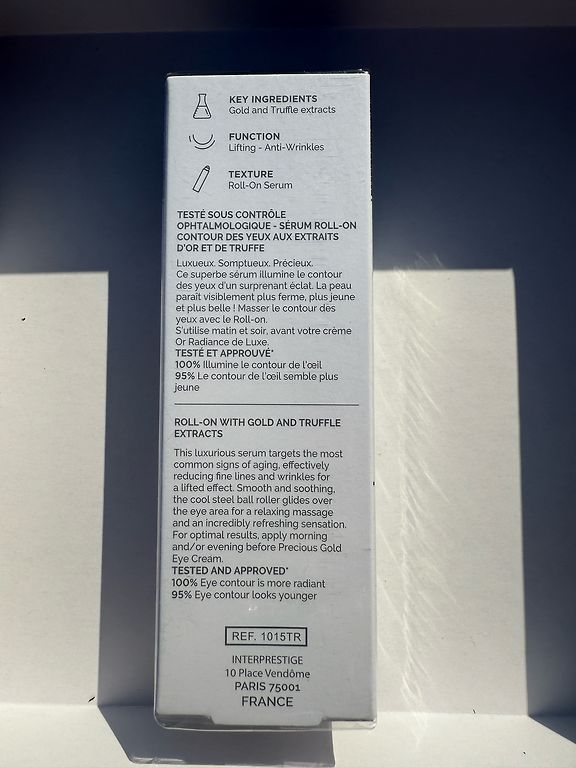 KEY INGREDIENTS
Gold and Truffle extracts
FUNCTION
Lifting - Anti-Wrinkles
TEXTURE
Roll-On Serum
TESTÉ SOUS CONTRÔLE
OPHTALMOLOGIQUE - SÉRUM ROLL-ON
CONTOUR DES YEUX AUX EXTRAITS
D'OR ET DE TRUFFE
Luxueux. Somptueux. Précieux.
Ce superbe sérum illumine le contour
des yeux d'un surprenant éclat. La peau
paraît visiblement plus ferme, plus jeune
et plus belle ! Masser le contour des
yeux avec le Roll-on.
S'utilise matin et soir, avant votre crème
Or Radiance de Luxe.
TESTÉ ET APPROUVÉ*
100% Illumine le contour de l'œil
95% Le contour de l'œil semble plus
jeune
ROLL-ON WITH GOLD AND TRUFFLE
EXTRACTS
This luxurious serum targets the most
common signs of aging, effectively
reducing fine lines and wrinkles for
a lifted effect. Smooth and soothing,
the cool steel ball roller glides over
the eye area for a relaxing massage
and an incredibly refreshing sensation.
For optimal results, apply morning
and/or evening before Precious Gold
Eye Cream.
TESTED AND APPROVED*
100% Eye contour is more radiant
95% Eye contour looks younger
REF. 1015TR
INTERPRESTIGE
10 Place Vendôme
PARIS 75001
FRANCE